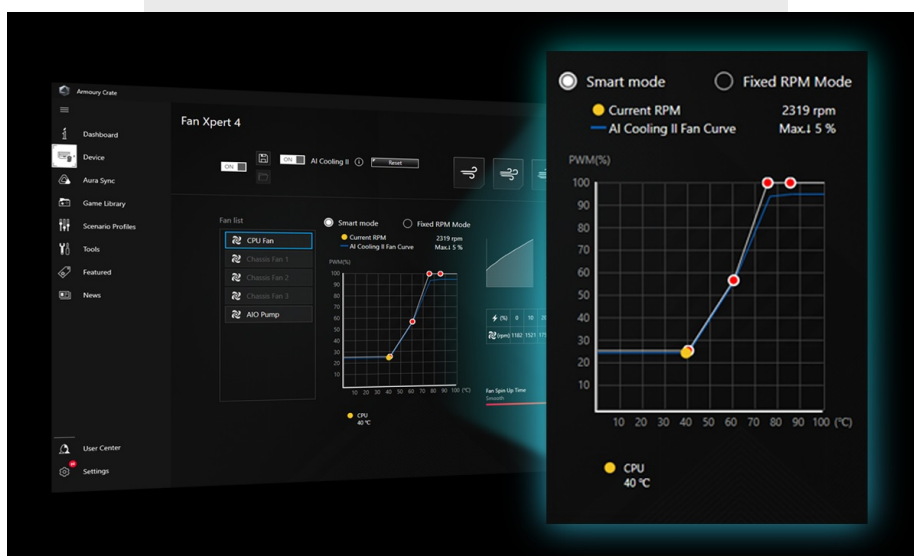 Armoury Crate
Fan Xpert 4
Dashboard
Device
Aura Sync
Game Library
Scenario Profiles
Tools
Featured
News
User Center
Settings
ON
ON
AI Cooling II
Reset
Fan list
CPU Fan
Chassis Fan 1
Chassis Fan 2
Chassis Fan 3
AIO Pump
Smart mode Fixed RPM Mode
Current RPM 2319 rpm
AI Cooling II Fan Curve Max.↓ 5 %
PWM(%)
100
90
80
70
60
50
40
30
20
10
10 20 30 40 50 60 70 80 90 100 (°C)
CPU
40 °C
(%) 0 10
(rpm) 1182 1521
Fan Spin Up Time
Smooth
Smart mode Fixed RPM Mode
Current RPM 2319 rpm
AI Cooling II Fan Curve Max.↓ 5 %
PWM(%)
100
90
80
70
60
40
30
20
10
10 20 30 40 50 60 70 80 90 100 (°C)
CPU
40 °C